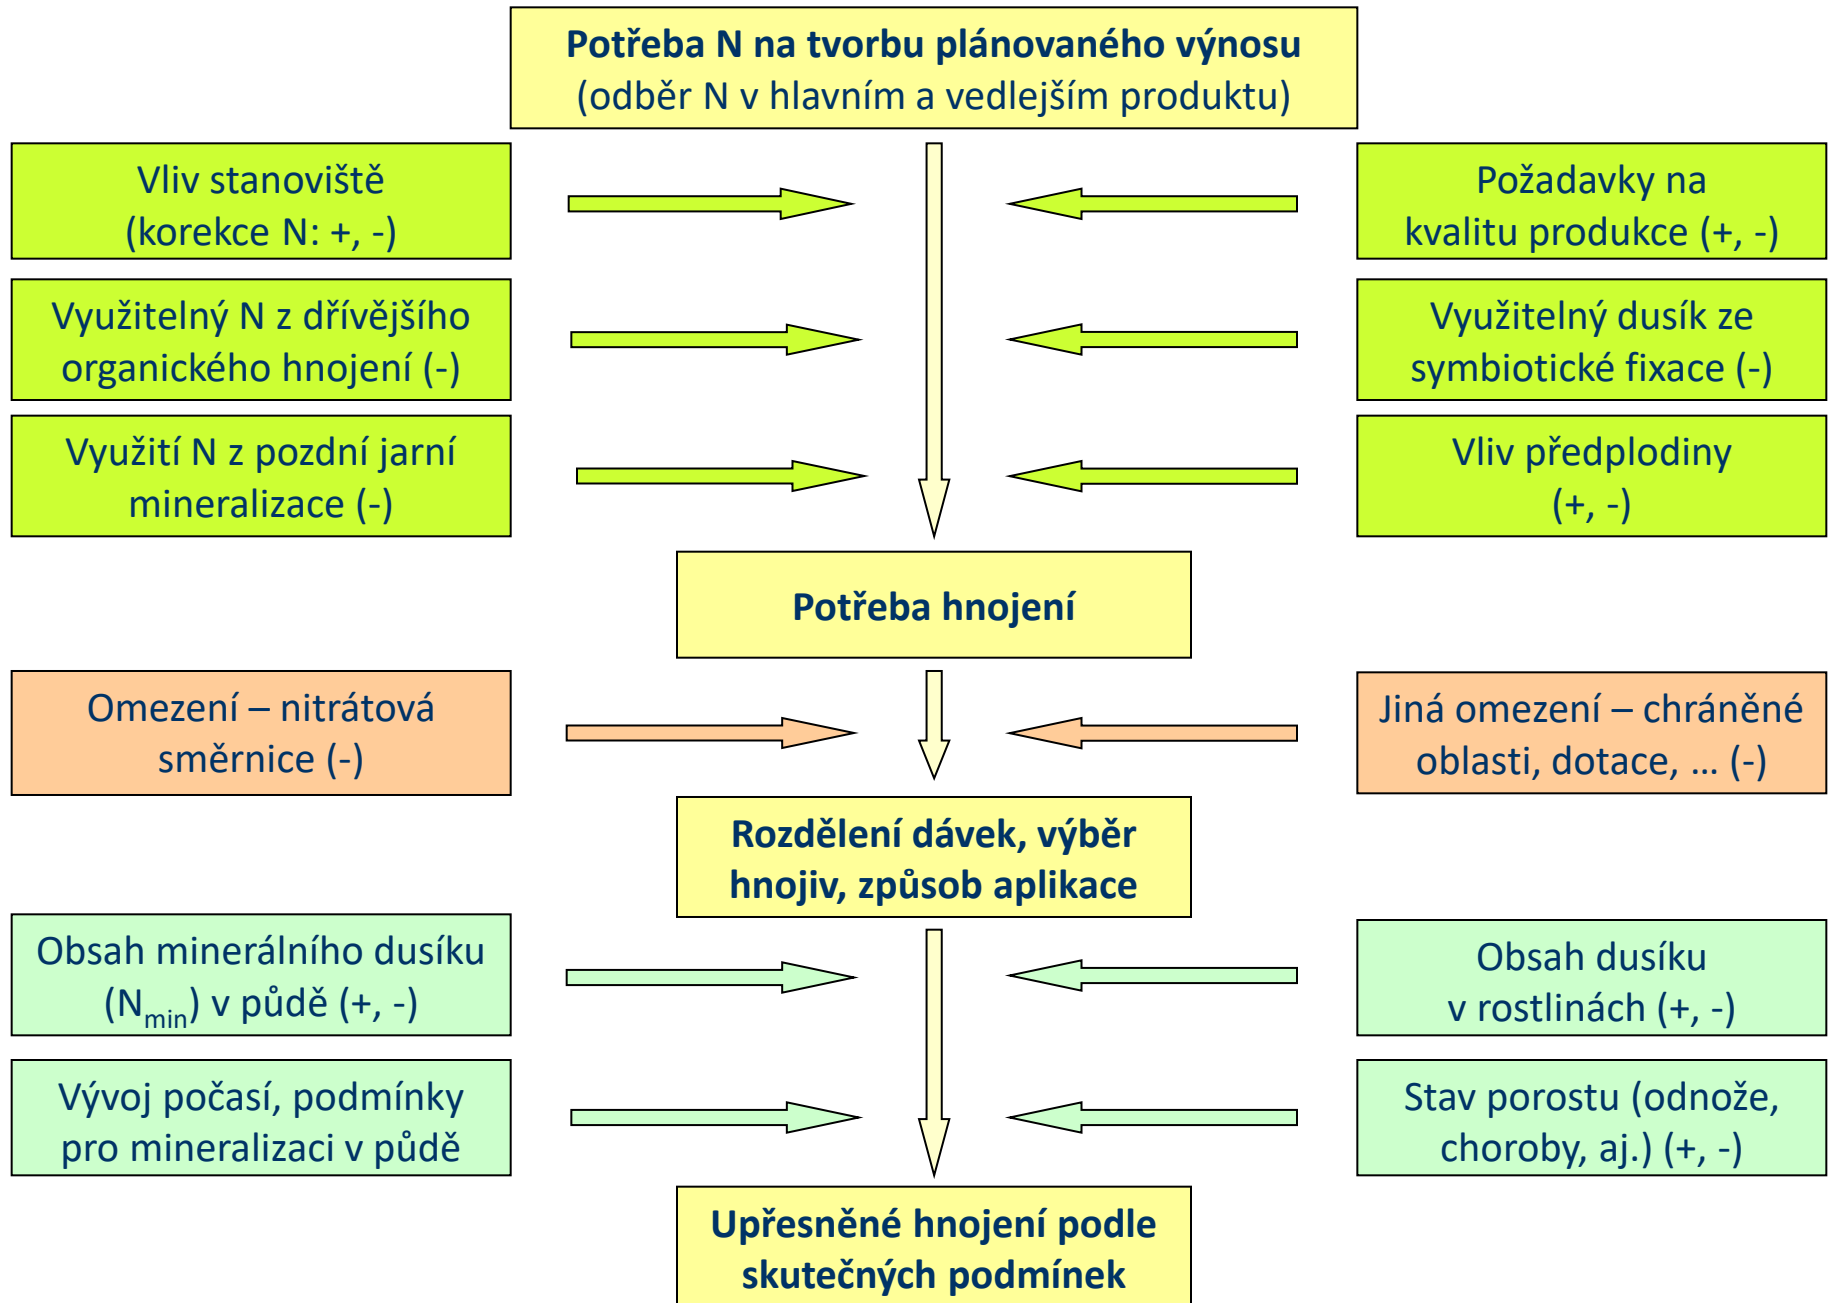 Potřeba N na tvorbu plánovaného výnosu
(odběr N v hlavním a vedlejším produktu)
Vliv stanoviště
(korekce N: +, -)
Požadavky na
kvalitu produkce (+, -)
Využitelný N z dřívějšího
organického hnojení (-)
Využitelný dusík ze
symbiotické fixace (-)
Využití N z pozdní jarní
mineralizace (-)
Vliv předplodiny
(+, -)
Potřeba hnojení
Omezení – nitrátová
směrnice (-)
Jiná omezení – chráněné
oblasti, dotace, … (-)
Rozdělení dávek, výběr
hnojiv, způsob aplikace
Obsah minerálního dusíku
(Nmin) v půdě (+, -)
Obsah dusíku
v rostlinách (+, -)
Vývoj počasí, podmínky
pro mineralizaci v půdě
Stav porostu (odnože,
choroby, aj.) (+, -)
Upřesněné hnojení podle
skutečných podmínek